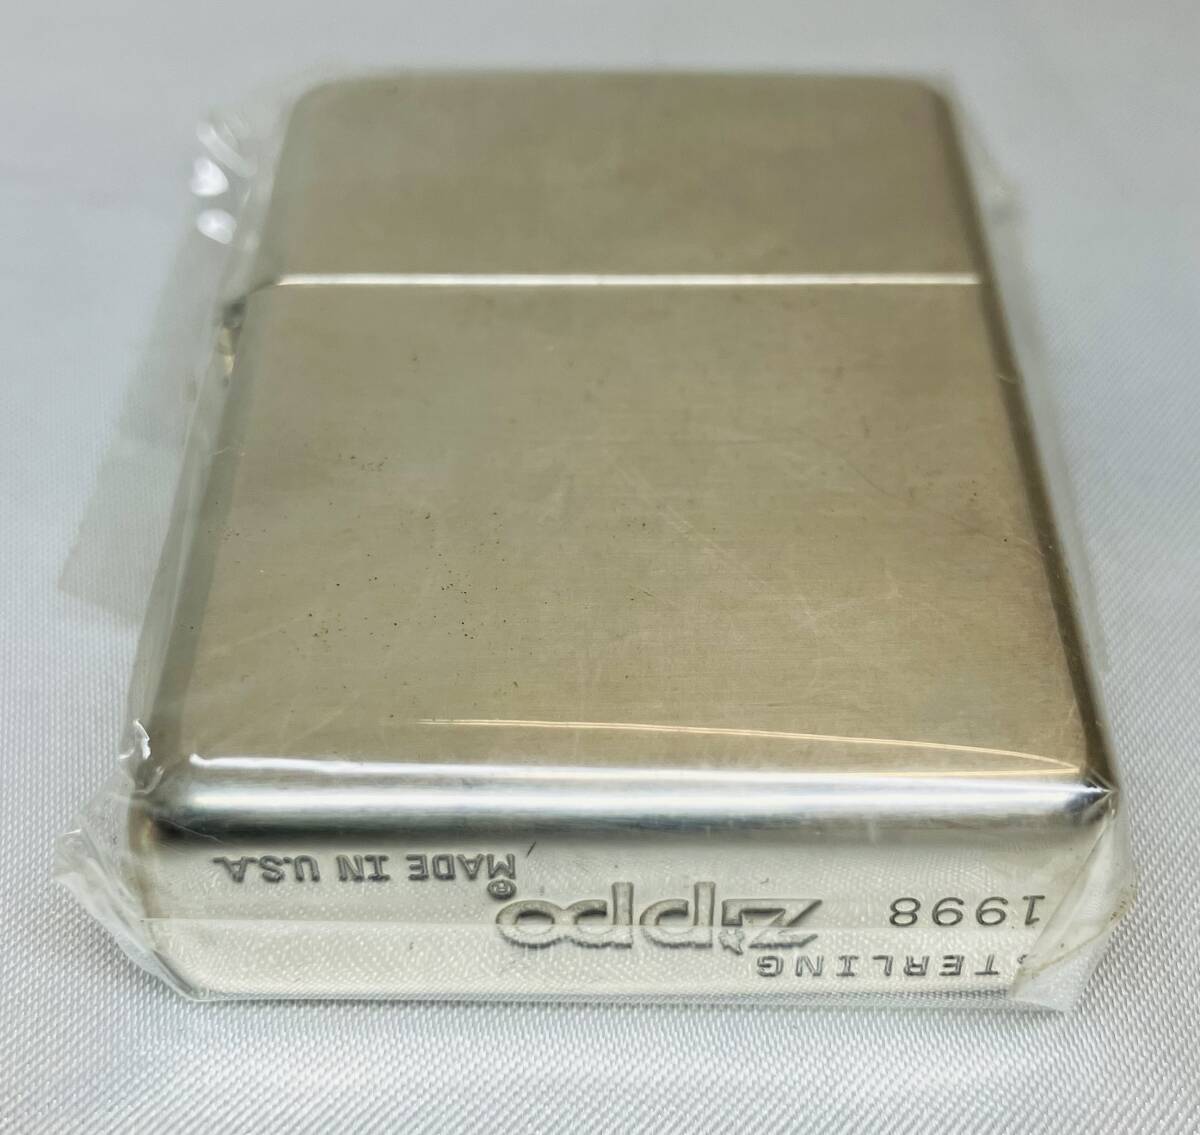 STERLING
1998
Zippo®
MADE IN U.S.A.